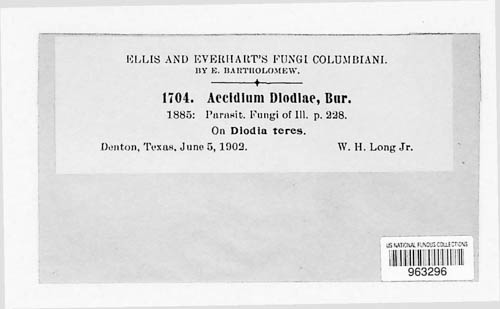 ELLIS AND EVERHART'S FUNGI COLUMBIANI.
BY E. BARTHOLOMEW.
1704. Aecidium Diodiae, Bur.
1885: Parasit. Fungi of Ill. p. 228.
On Diodia teres.
Denton, Texas, June 5, 1902. W. H. Long Jr.
US NATIONAL FUNGUS COLLECTIONS
963296